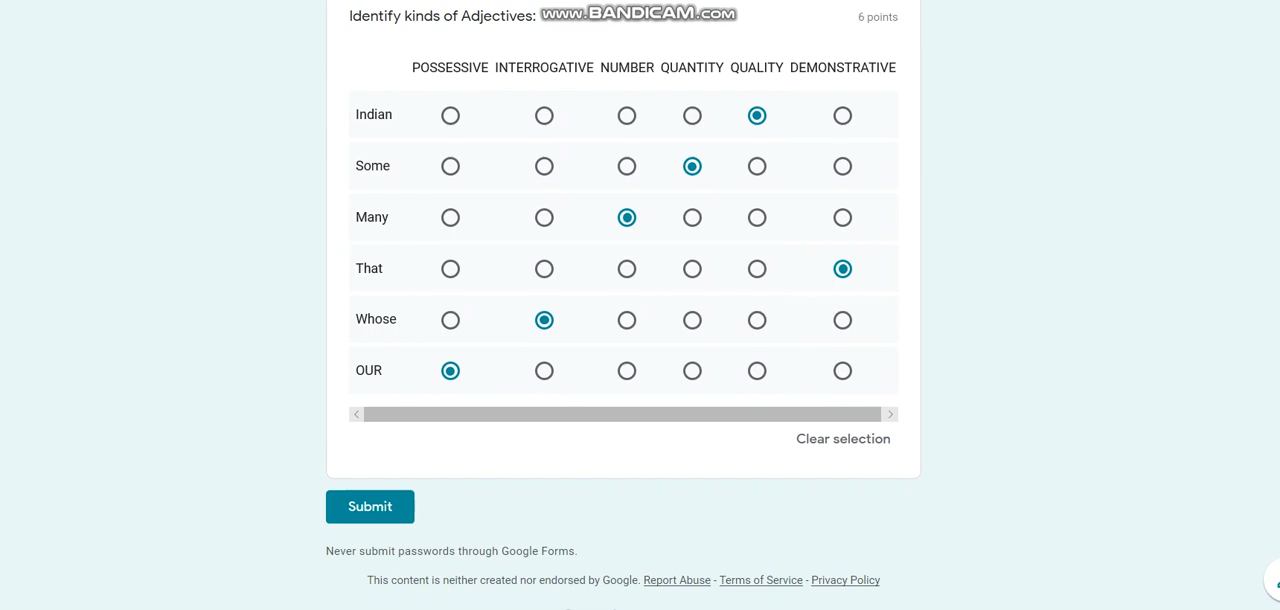 Identify kinds of Adjectives: www.BANDICAM.com 6 points
POSSESSIVE INTERROGATIVE NUMBER QUANTITY QUALITY DEMONSTRATIVE
Indian
Some
Many
That
Whose
OUR
Clear selection
Submit
Never submit passwords through Google Forms.
This content is neither created nor endorsed by Google. Report Abuse - Terms of Service - Privacy Policy